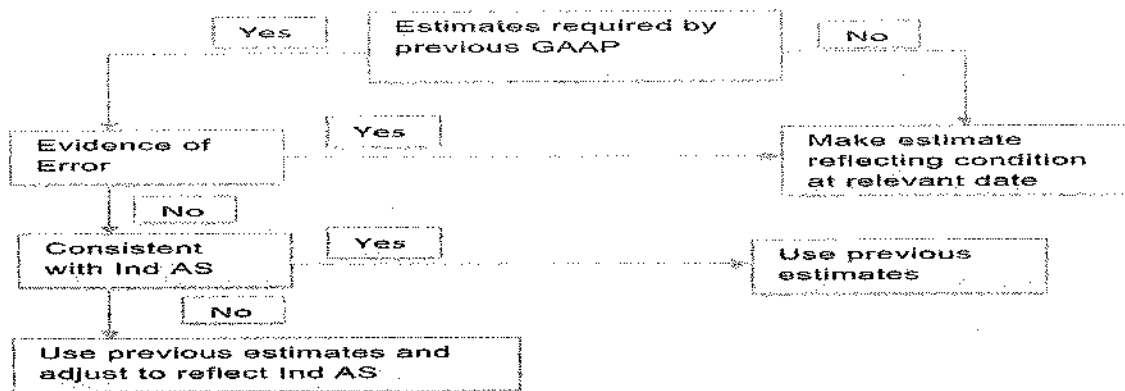 Yes
Estimates required by
previous GAAP
No
Evidence of
Error
Yes
Make estimate
reflecting condition
at relevant date
No
Consistent
with Ind AS
Yes
Use previous
estimates
No
Use previous estimates and
adjust to reflect Ind AS